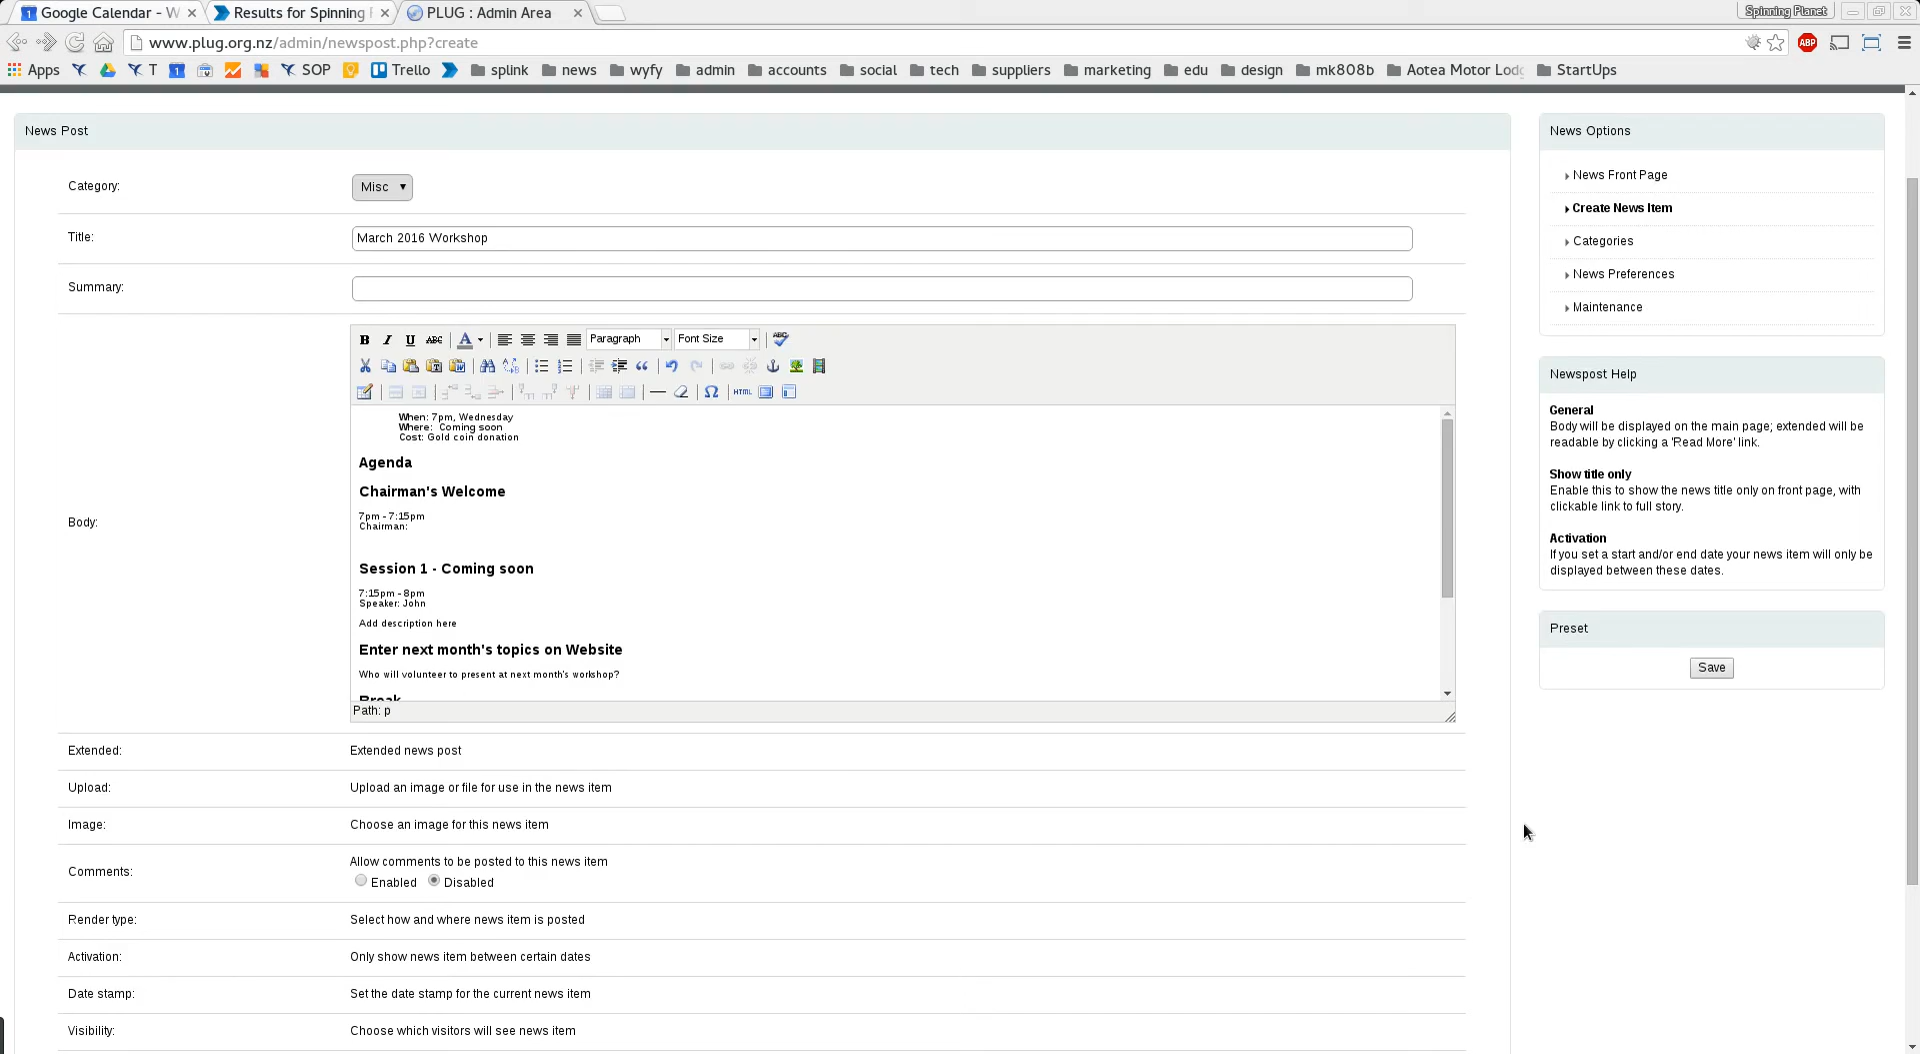 Google Calendar - W
Results for Spinning P
PLUG : Admin Area
Spinning Planet
www.plug.org.nz/admin/newspost.php?create
ABP
Apps T 1 SOP Trello splink news wyfy admin accounts social tech suppliers marketing edu design mk808b Aotea Motor Lodg StartUps
News Post
Category:
Misc
Title:
March 2016 Workshop
Summary:
Body:
B I U ABC A Paragraph Font Size ABC
HTML
When: 7pm, Wednesday
Where: Coming soon
Cost: Gold coin donation
Agenda
Chairman's Welcome
7pm - 7:15pm
Chairman:
Session 1 - Coming soon
7:15pm - 8pm
Speaker: John
Add description here
Enter next month's topics on Website
Who will volunteer to present at next month's workshop?
Break
Path: p
Extended:
Extended news post
Upload:
Upload an image or file for use in the news item
Image:
Choose an image for this news item
Comments:
Allow comments to be posted to this news item
Enabled Disabled
Render type:
Select how and where news item is posted
Activation:
Only show news item between certain dates
Date stamp:
Set the date stamp for the current news item
Visibility:
Choose which visitors will see news item
News Options
News Front Page
Create News Item
Categories
News Preferences
Maintenance
Newspost Help
General
Body will be displayed on the main page; extended will be
readable by clicking a 'Read More' link.
Show title only
Enable this to show the news title only on front page, with
clickable link to full story.
Activation
If you set a start and/or end date your news item will only be
displayed between these dates.
Preset
Save